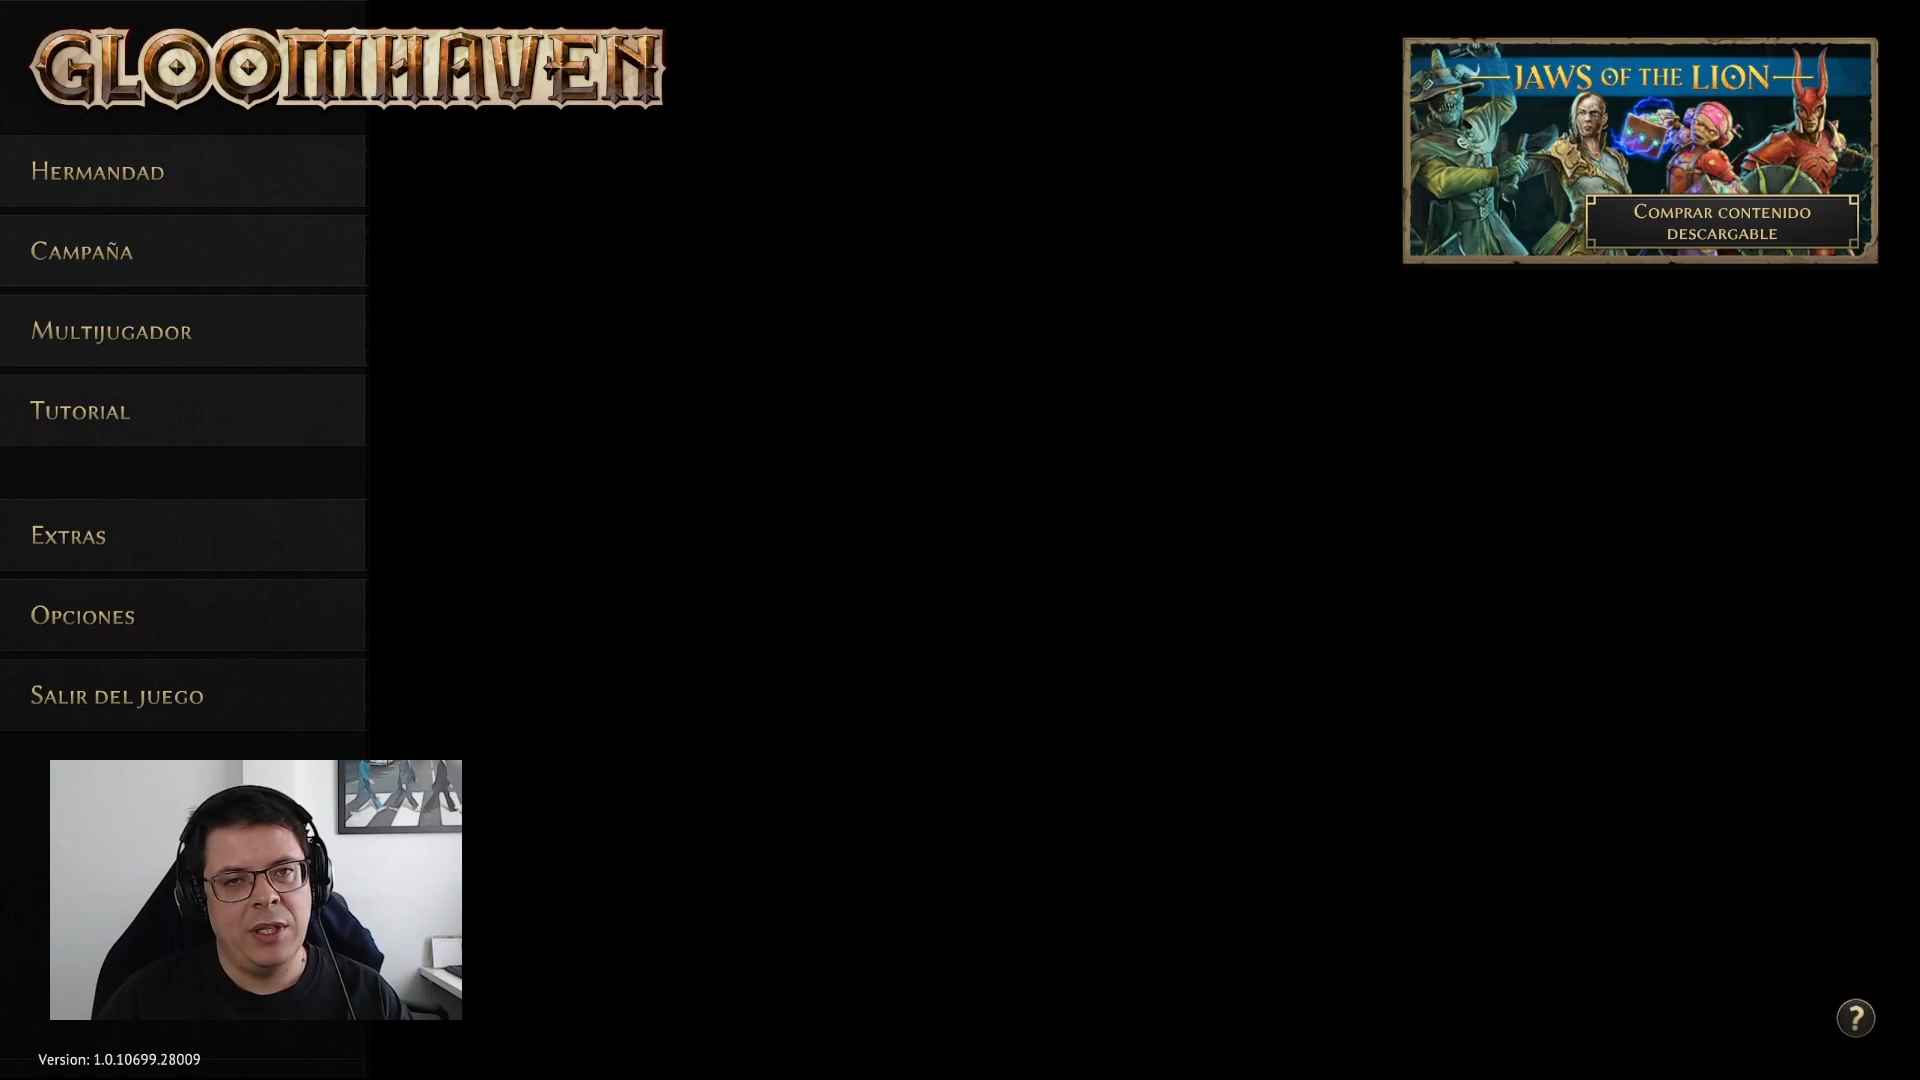 GLOOMHAVEN
JAWS OF THE LION
COMPRAR CONTENIDO
DESCARGABLE
HERMANDAD
CAMPAÑA
MULTIJUGADOR
TUTORIAL
EXTRAS
OPCIONES
SALIR DEL JUEGO
?
Version: 1.0.10699.28009